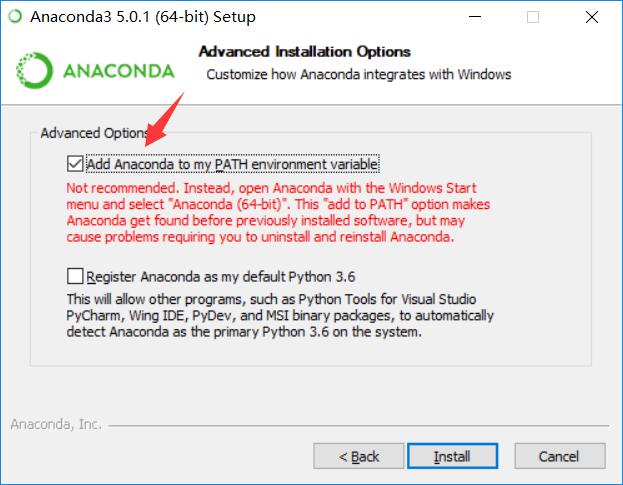 Anaconda3 5.0.1 (64-bit) Setup
Advanced Installation Options
ANACONDA
Customize how Anaconda integrates with Windows
Advanced Option
Add Anaconda to my PATH environment variable
Not recommended. Instead, open Anaconda with the Windows Start
menu and select "Anaconda (64-bit)". This "add to PATH" option makes
Anaconda get found before previously installed software, but may
cause problems requiring you to uninstall and reinstall Anaconda.
Register Anaconda as my default Python 3.6
This will allow other programs, such as Python Tools for Visual Studio
PyCharm, Wing IDE, PyDev, and MSI binary packages, to automatically
detect Anaconda as the primary Python 3.6 on the system.
Anaconda, Inc.
< Back
Install
Cancel